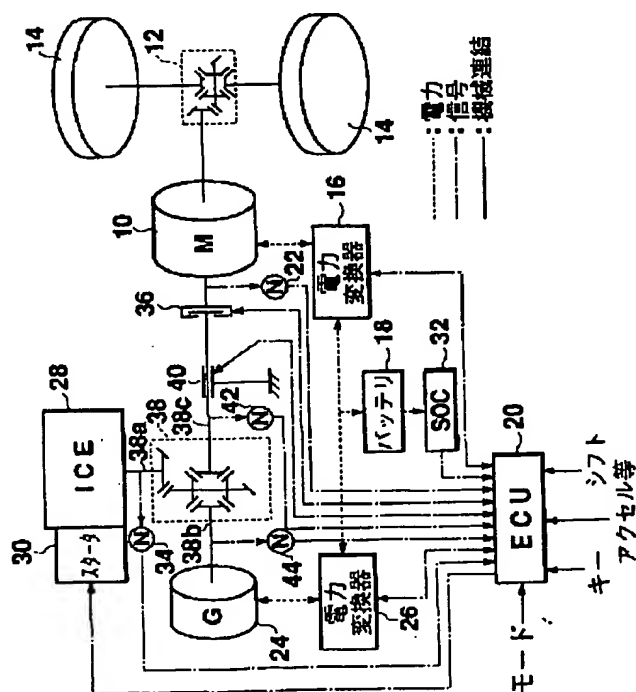 14
12
14
10
M
16
電力
変換器
22
N
36
40
42
N
38
38c
18
バッテリ
32
SOC
28
ICE
38a
30
スタータ
34
N
38b
44
N
G
24
電力
変換器
26
20
ECU
モード
キー
アクセル等
シフト
:電力
:信号
:機械連結